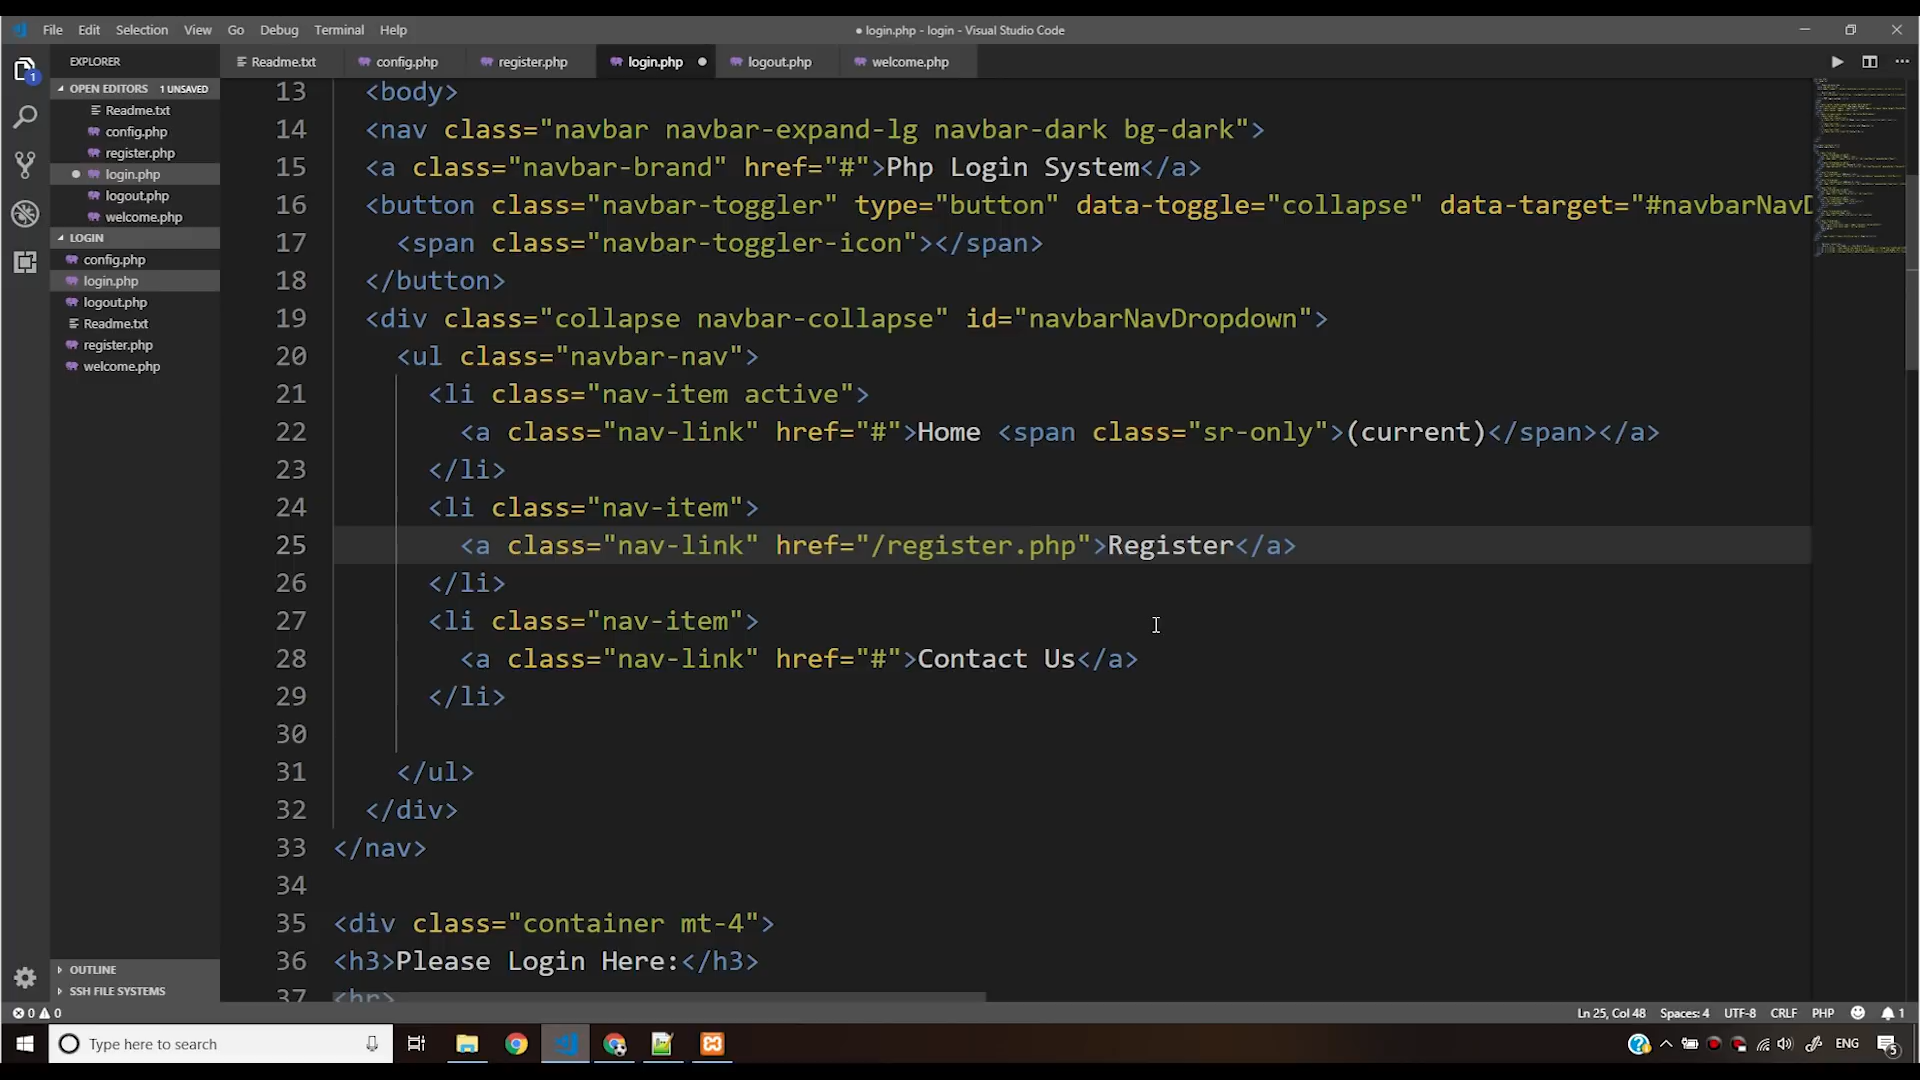 File Edit Selection View Go Debug Terminal Help
● login.php - login - Visual Studio Code
EXPLORER
Readme.txt config.php register.php login.php ● logout.php welcome.php
OPEN EDITORS 1 UNSAVED
Readme.txt
config.php
register.php
● login.php
logout.php
welcome.php
LOGIN
config.php
login.php
logout.php
Readme.txt
register.php
welcome.php
OUTLINE
SSH FILE SYSTEMS
1
13 <body>
14 <nav class="navbar navbar-expand-lg navbar-dark bg-dark">
15 <a class="navbar-brand" href="#">Php Login System</a>
16 <button class="navbar-toggler" type="button" data-toggle="collapse" data-target="#navbarNavD
17 <span class="navbar-toggler-icon"></span>
18 </button>
19 <div class="collapse navbar-collapse" id="navbarNavDropdown">
20 <ul class="navbar-nav">
21 <li class="nav-item active">
22 <a class="nav-link" href="#">Home <span class="sr-only">(current)</span></a>
23 </li>
24 <li class="nav-item">
25 <a class="nav-link" href="/register.php">Register</a>
26 </li>
27 <li class="nav-item">
28 <a class="nav-link" href="#">Contact Us</a>
29 </li>
30
31 </ul>
32 </div>
33 </nav>
34
35 <div class="container mt-4">
36 <h3>Please Login Here:</h3>
37 <hr>
0 0 Ln 25, Col 48 Spaces: 4 UTF-8 CRLF PHP 1
Type here to search
ENG 5